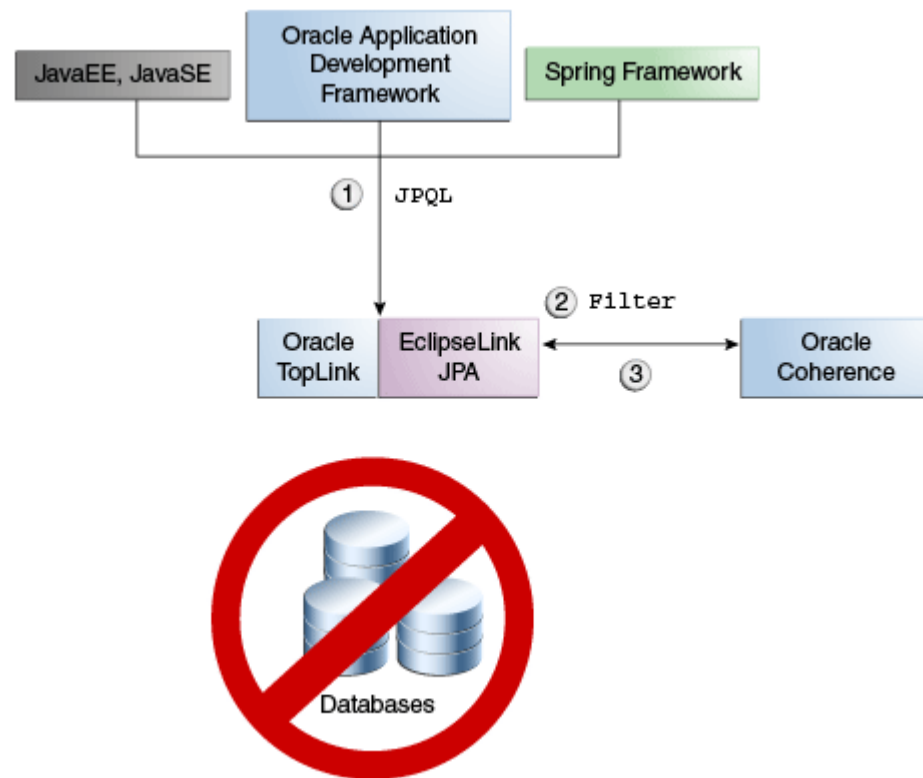 JavaEE, JavaSE
Oracle Application
Development
Framework
Spring Framework
1 JPQL
2 Filter
3
Oracle
TopLink
EclipseLink
JPA
Oracle
Coherence
Databases